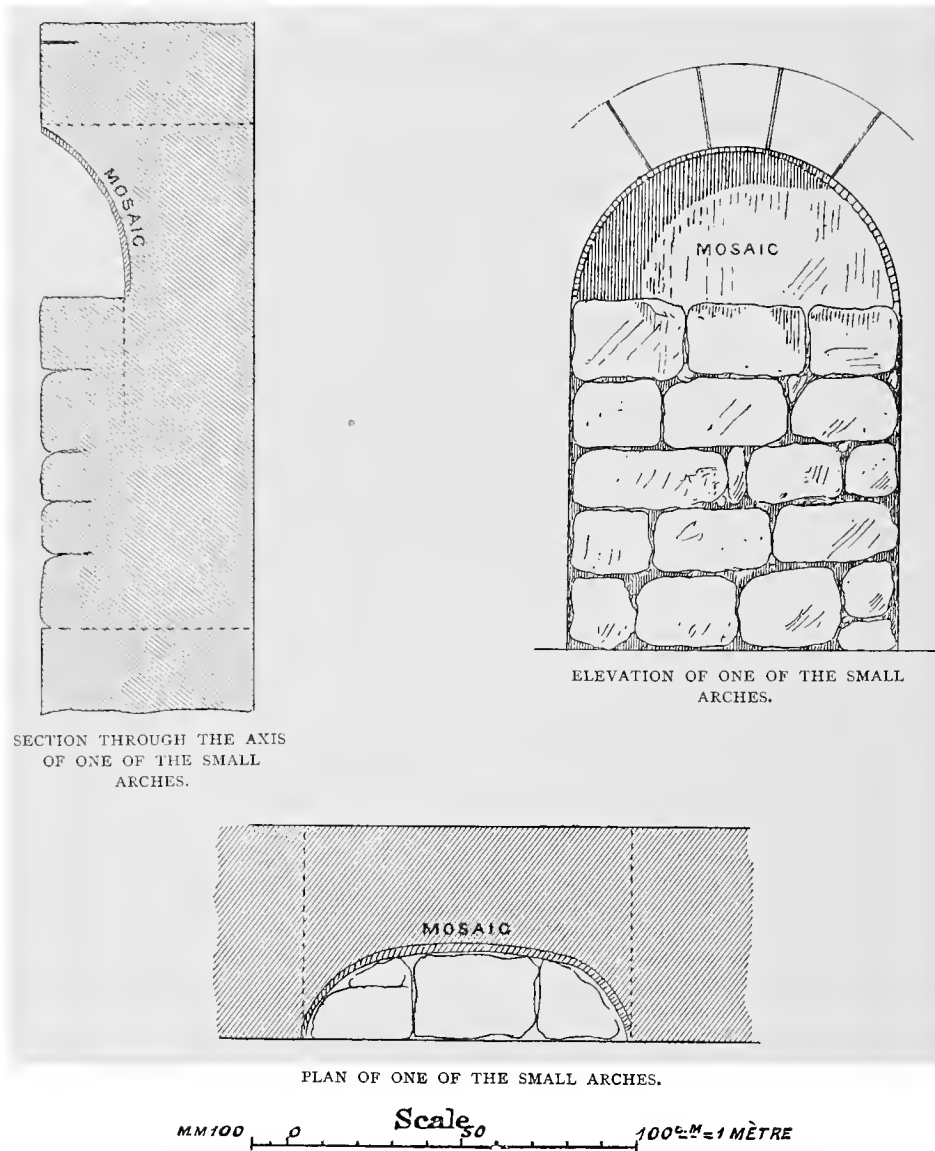 MOSAIC
MOSAIC
ELEVATION OF ONE OF THE SMALL
ARCHES.
SECTION THROUGH THE AXIS
OF ONE OF THE SMALL
ARCHES.
MOSAIC
PLAN OF ONE OF THE SMALL ARCHES.
Scale
MM100 0 50 100C.M=1 MÈTRE